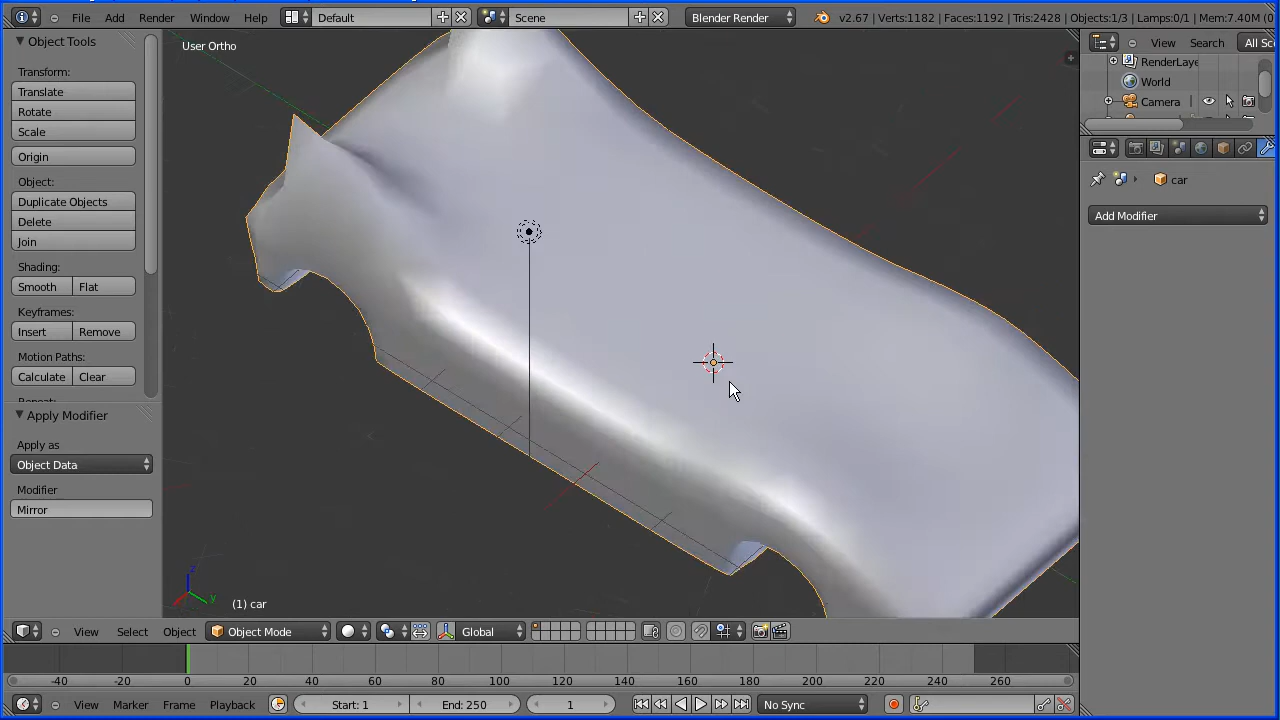 File Add Render Window Help Default Scene Blender Render v2.67 | Verts:1182 | Faces:1192 | Tris:2428 | Objects:1/3 | Lamps:0/1 | Mem:7.40M (0
Object Tools
User Ortho
View Search All Sc
Transform:
RenderLaye
Translate
World
Rotate
Camera
Scale
Origin
car
Object:
Duplicate Objects
Add Modifier
Delete
Join
Shading:
Smooth Flat
Keyframes:
Insert Remove
Motion Paths:
Calculate Clear
Apply Modifier
Apply as
Object Data
Modifier
Mirror
z
y
(1) car
View Select Object Object Mode Global
-40 -20 0 20 40 60 80 100 120 140 160 180 200 220 240 260
View Marker Frame Playback Start: 1 End: 250 1 No Sync